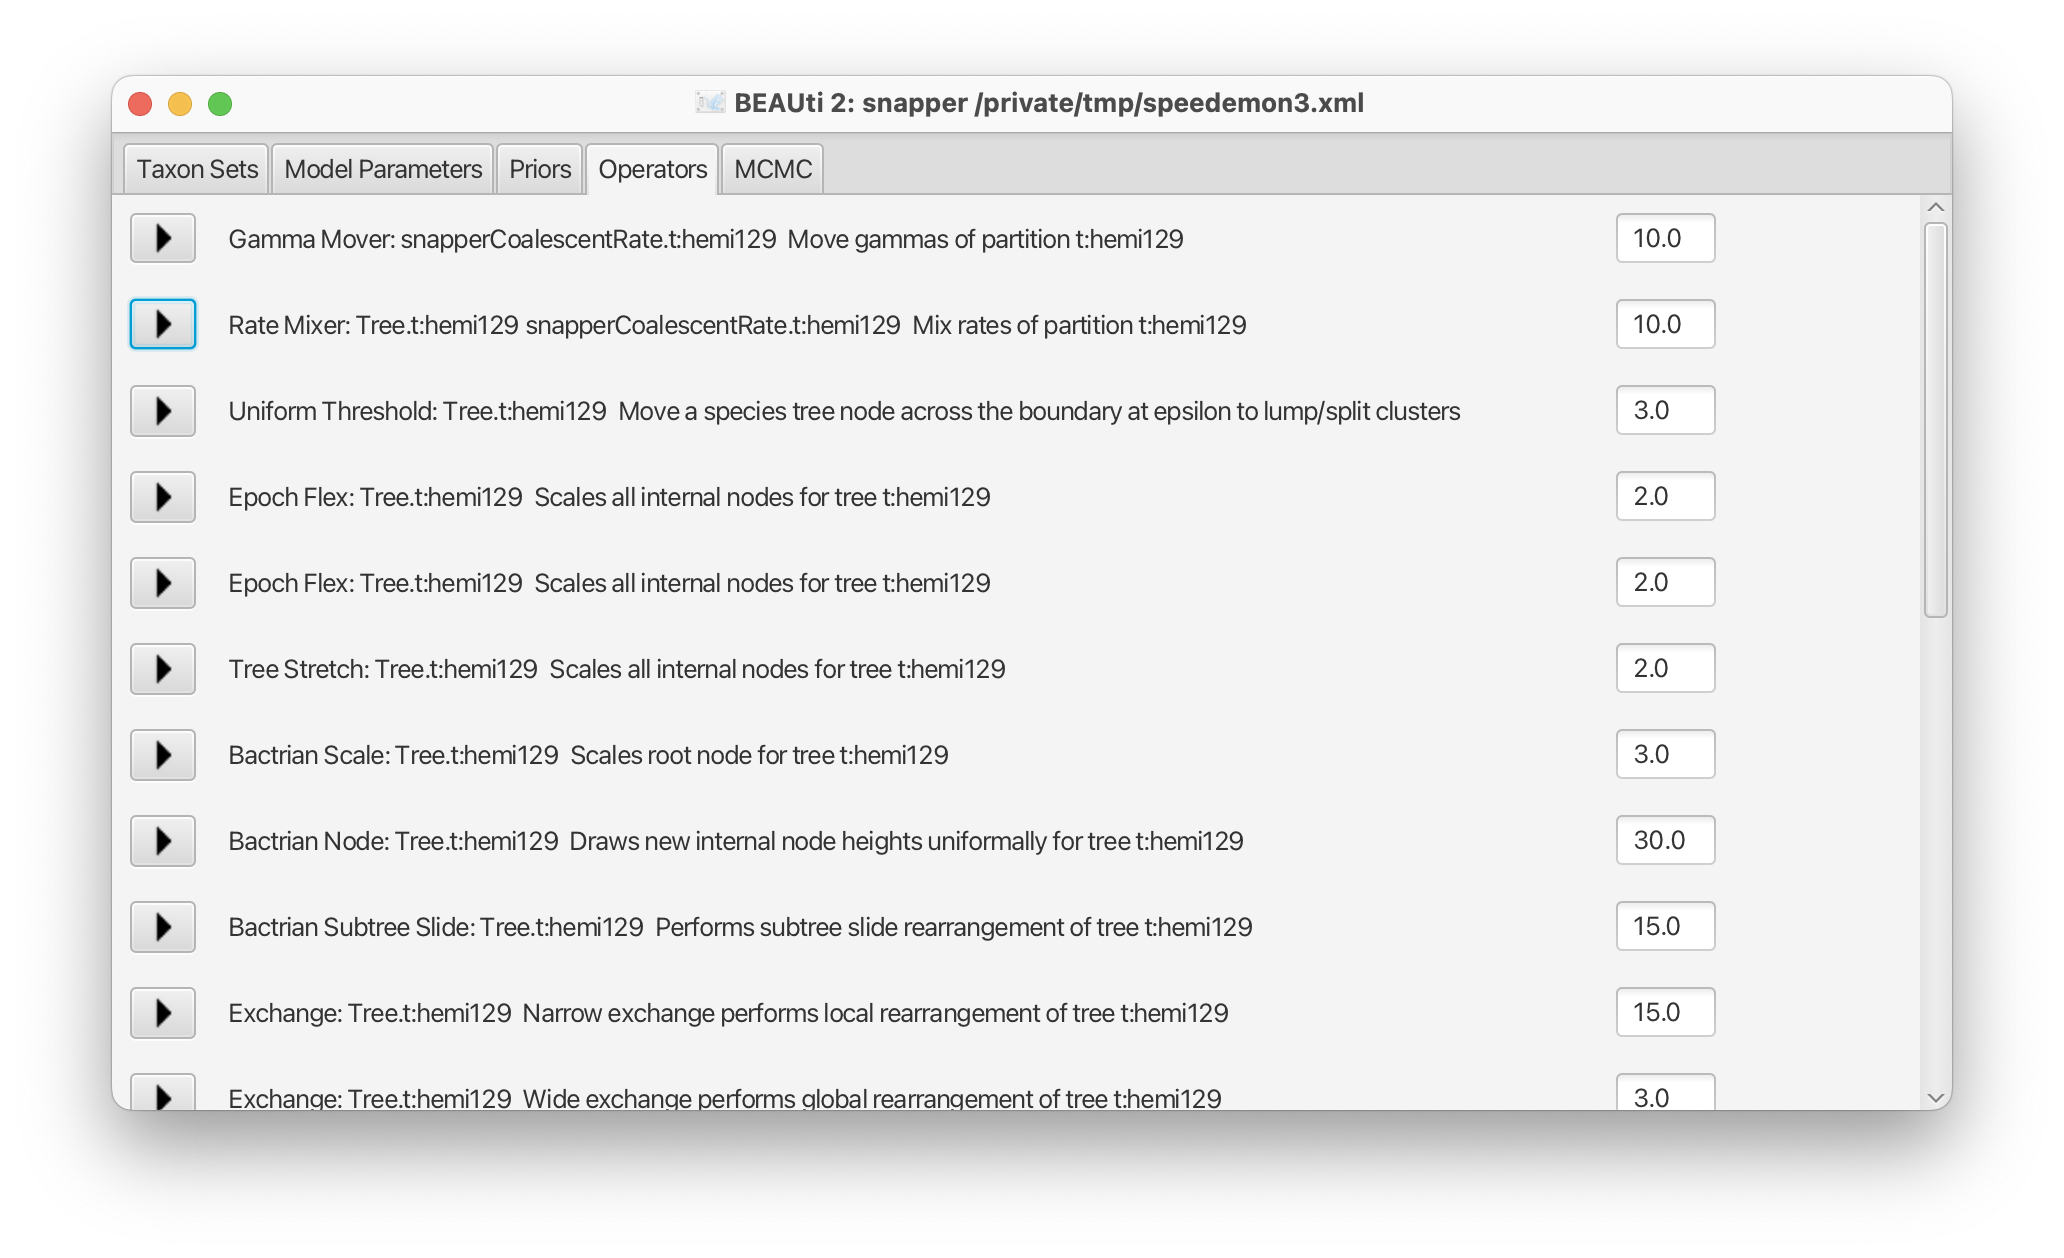 BEAUti 2: snapper /private/tmp/speedemon3.xml
Taxon Sets Model Parameters Priors Operators MCMC
Gamma Mover: snapperCoalescentRate.t:hemi129 Move gammas of partition t:hemi129 10.0
Rate Mixer: Tree.t:hemi129 snapperCoalescentRate.t:hemi129 Mix rates of partition t:hemi129 10.0
Uniform Threshold: Tree.t:hemi129 Move a species tree node across the boundary at epsilon to lump/split clusters 3.0
Epoch Flex: Tree.t:hemi129 Scales all internal nodes for tree t:hemi129 2.0
Epoch Flex: Tree.t:hemi129 Scales all internal nodes for tree t:hemi129 2.0
Tree Stretch: Tree.t:hemi129 Scales all internal nodes for tree t:hemi129 2.0
Bactrian Scale: Tree.t:hemi129 Scales root node for tree t:hemi129 3.0
Bactrian Node: Tree.t:hemi129 Draws new internal node heights uniformally for tree t:hemi129 30.0
Bactrian Subtree Slide: Tree.t:hemi129 Performs subtree slide rearrangement of tree t:hemi129 15.0
Exchange: Tree.t:hemi129 Narrow exchange performs local rearrangement of tree t:hemi129 15.0
Exchange: Tree.t:hemi129 Wide exchange performs global rearrangement of tree t:hemi129 3.0